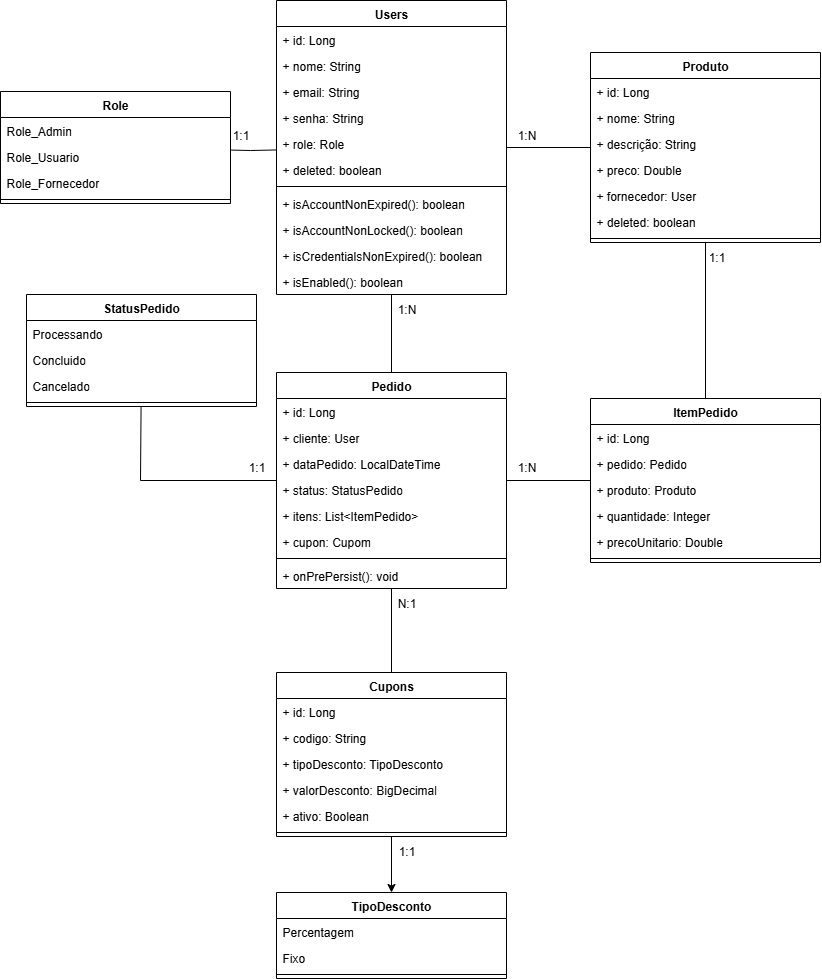 Users
+ id: Long
+ nome: String
+ email: String
+ senha: String
+ role: Role
+ deleted: boolean
+ isAccountNonExpired(): boolean
+ isAccountNonLocked(): boolean
+ isCredentialsNonExpired(): boolean
+ isEnabled(): boolean
Produto
+ id: Long
+ nome: String
+ descrição: String
+ preco: Double
+ fornecedor: User
+ deleted: boolean
Role
Role_Admin
Role_Usuario
Role_Fornecedor
1:1
1:N
1:1
1:N
StatusPedido
Processando
Concluido
Cancelado
Pedido
+ id: Long
+ cliente: User
+ dataPedido: LocalDateTime
+ status: StatusPedido
+ itens: List<ItemPedido>
+ cupon: Cupom
+ onPrePersist(): void
ItemPedido
+ id: Long
+ pedido: Pedido
+ produto: Produto
+ quantidade: Integer
+ precoUnitario: Double
1:1
1:N
N:1
Cupons
+ id: Long
+ codigo: String
+ tipoDesconto: TipoDesconto
+ valorDesconto: BigDecimal
+ ativo: Boolean
1:1
TipoDesconto
Percentagem
Fixo